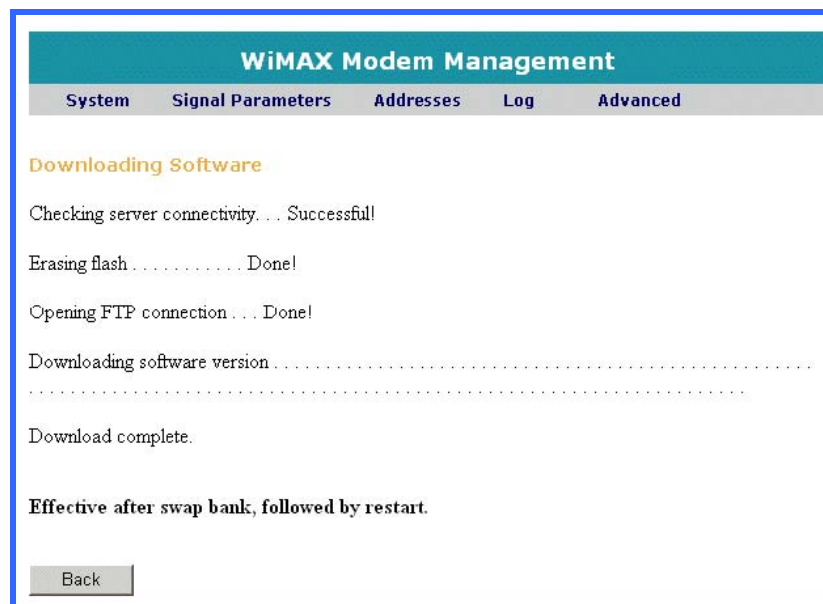 WiMAX Modem Management
System Signal Parameters Addresses Log Advanced
Downloading Software
Checking server connectivity. . . Successful!
Erasing flash . . . . . . . . . . . Done!
Opening FTP connection . . . Done!
Downloading software version . . . . . . . . . . . . . . . . . . . . . . . . . . . . . . . . . . . . . . . . . . . . . . . . . . . .
. . . . . . . . . . . . . . . . . . . . . . . . . . . . . . . . . . . . . . . . . . . . . . . . . . . . . . . . . . . . . . . . . . . . .
Download complete.
Effective after swap bank, followed by restart.
Back